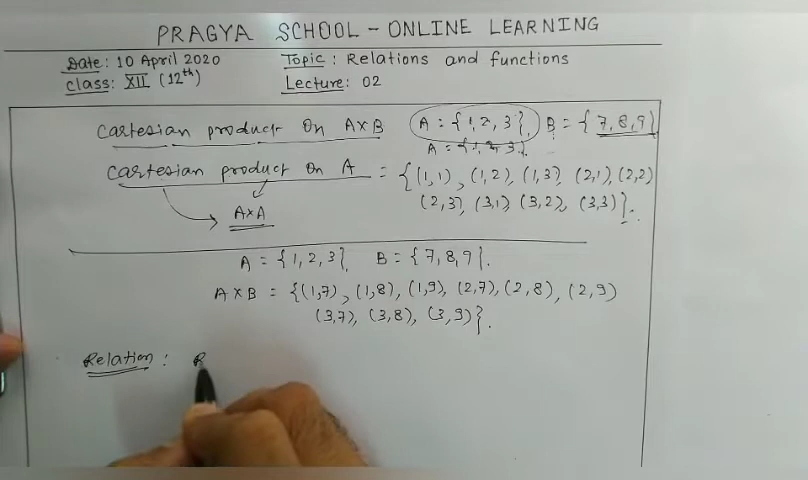 PRAGYA SCHOOL - ONLINE LEARNING
Date: 10 April 2020 Topic: Relations and functions
Class: XII (12th) Lecture: 02
Cartesian product on A×B A = {1,2,3}, B = {7,8,9}
A = {1,2,3}.
Cartesian product on A = {(1,1), (1,2), (1,3), (2,1), (2,2)
(2,3), (3,1) (3,2), (3,3)}.
A×A
A = {1,2,3}, B = {7,8,9}.
A×B = {(1,7), (1,8), (1,9), (2,7), (2,8), (2,9)
(3,7), (3,8), (3,9)}.
Relation: R